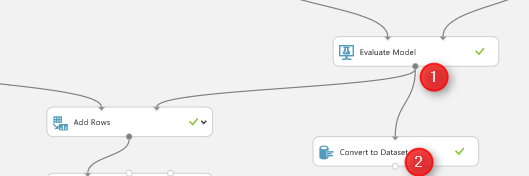 Evaluate Model
1
Add Rows
Convert to Dataset
2